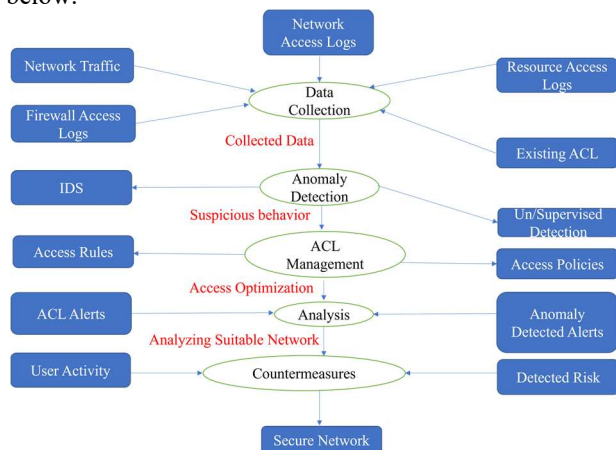 below.
Network
Access Logs
Network Traffic
Resource Access
Logs
Data
Collection
Firewall Access
Logs
Collected Data
Existing ACL
IDS
Anomaly
Detection
Suspicious behavior
Un/Supervised
Detection
Access Rules
ACL
Management
Access Policies
Access Optimization
ACL Alerts
Analysis
Anomaly
Detected Alerts
Analyzing Suitable Network
User Activity
Countermeasures
Detected Risk
Secure Network